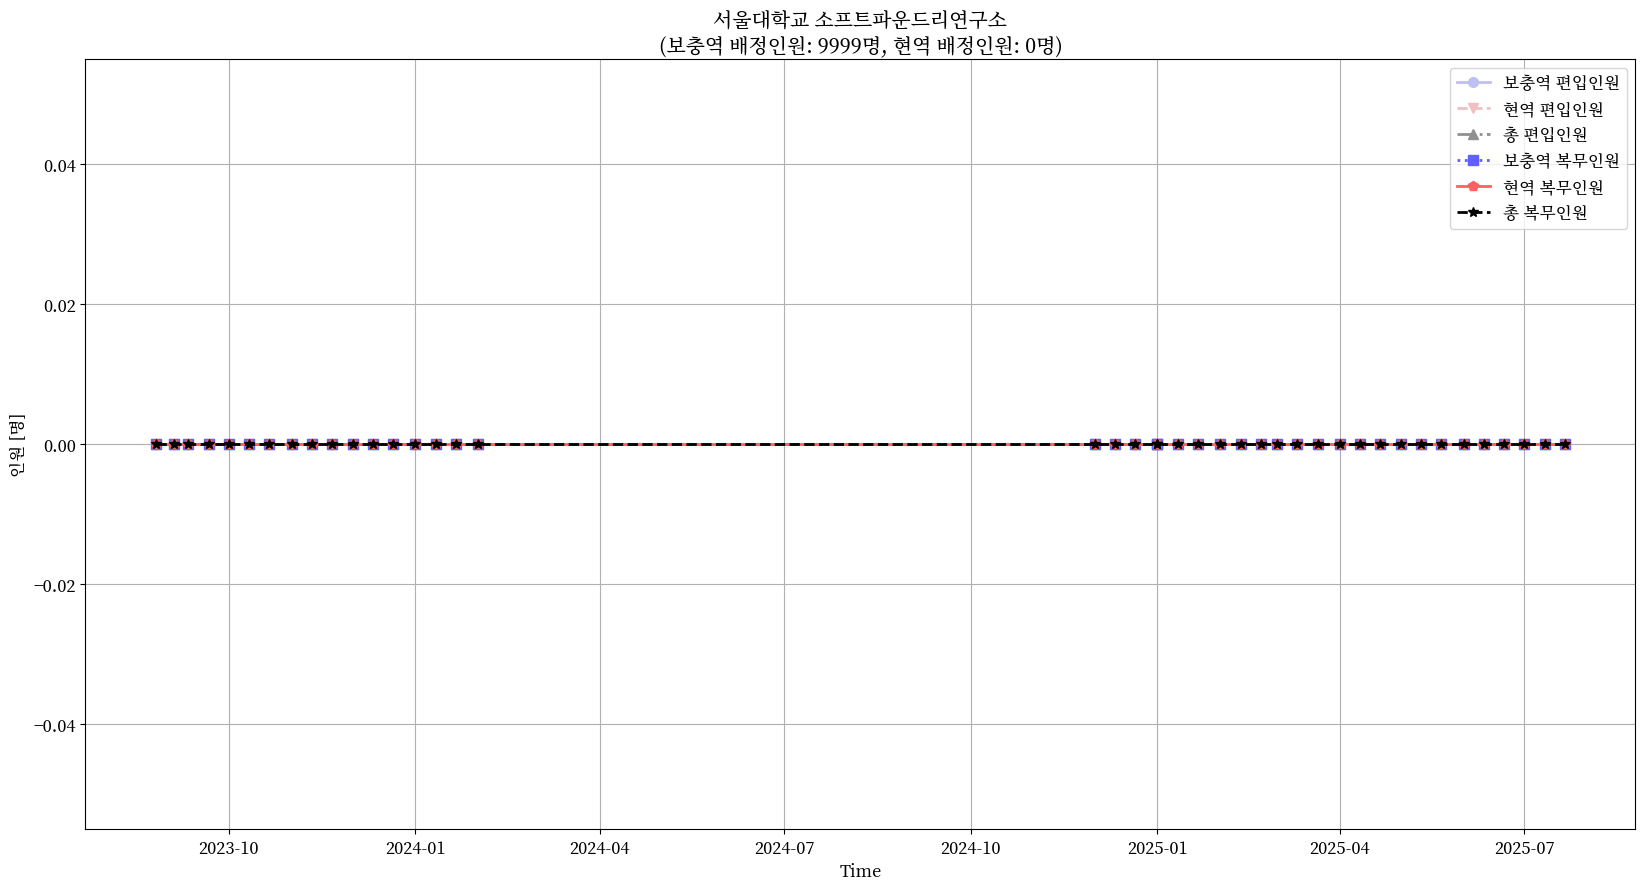 서울대학교 소프트파운드리연구소
(보충역 배정인원: 9999명, 현역 배정인원: 0명)
보충역 편입인원
현역 편입인원
총 편입인원
보충역 복무인원
현역 복무인원
총 복무인원
인원 [명]
0.04
0.02
0.00
−0.02
−0.04
2023-10
2024-01
2024-04
2024-07
2024-10
2025-01
2025-04
2025-07
Time